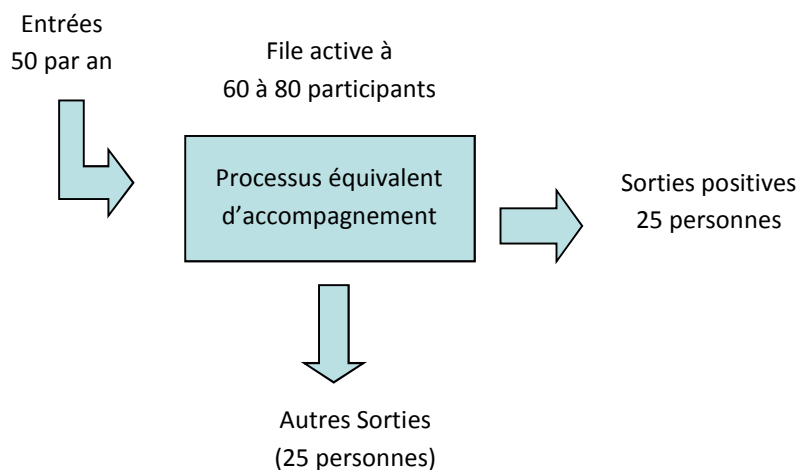 Entrées
50 par an
File active à
60 à 80 participants
Processus équivalent
d’accompagnement
Sorties positives
25 personnes
Autres Sorties
(25 personnes)